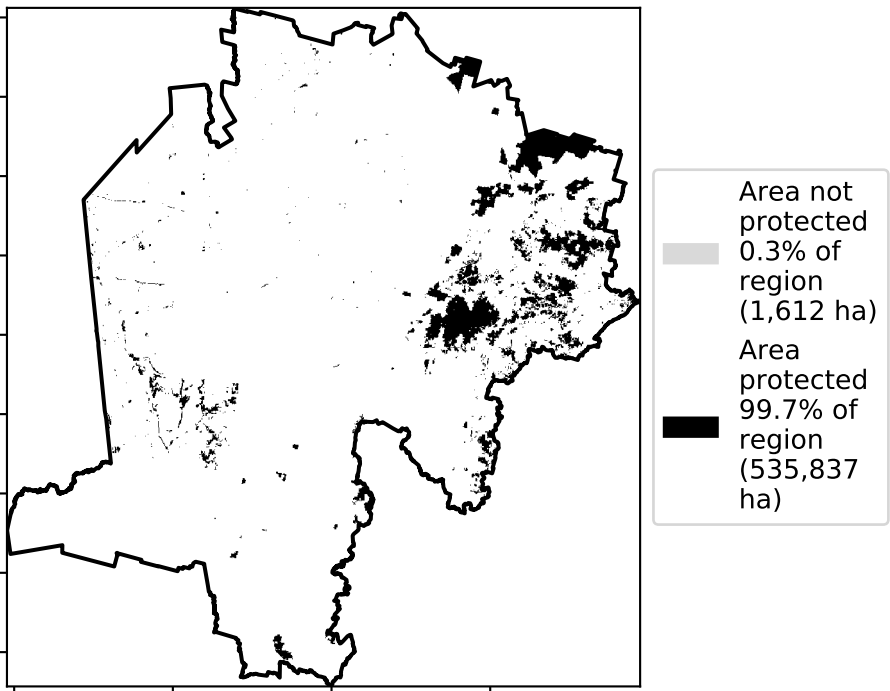 Area not
protected
0.3% of
region
(1,612 ha)
Area
protected
99.7% of
region
(535,837
ha)